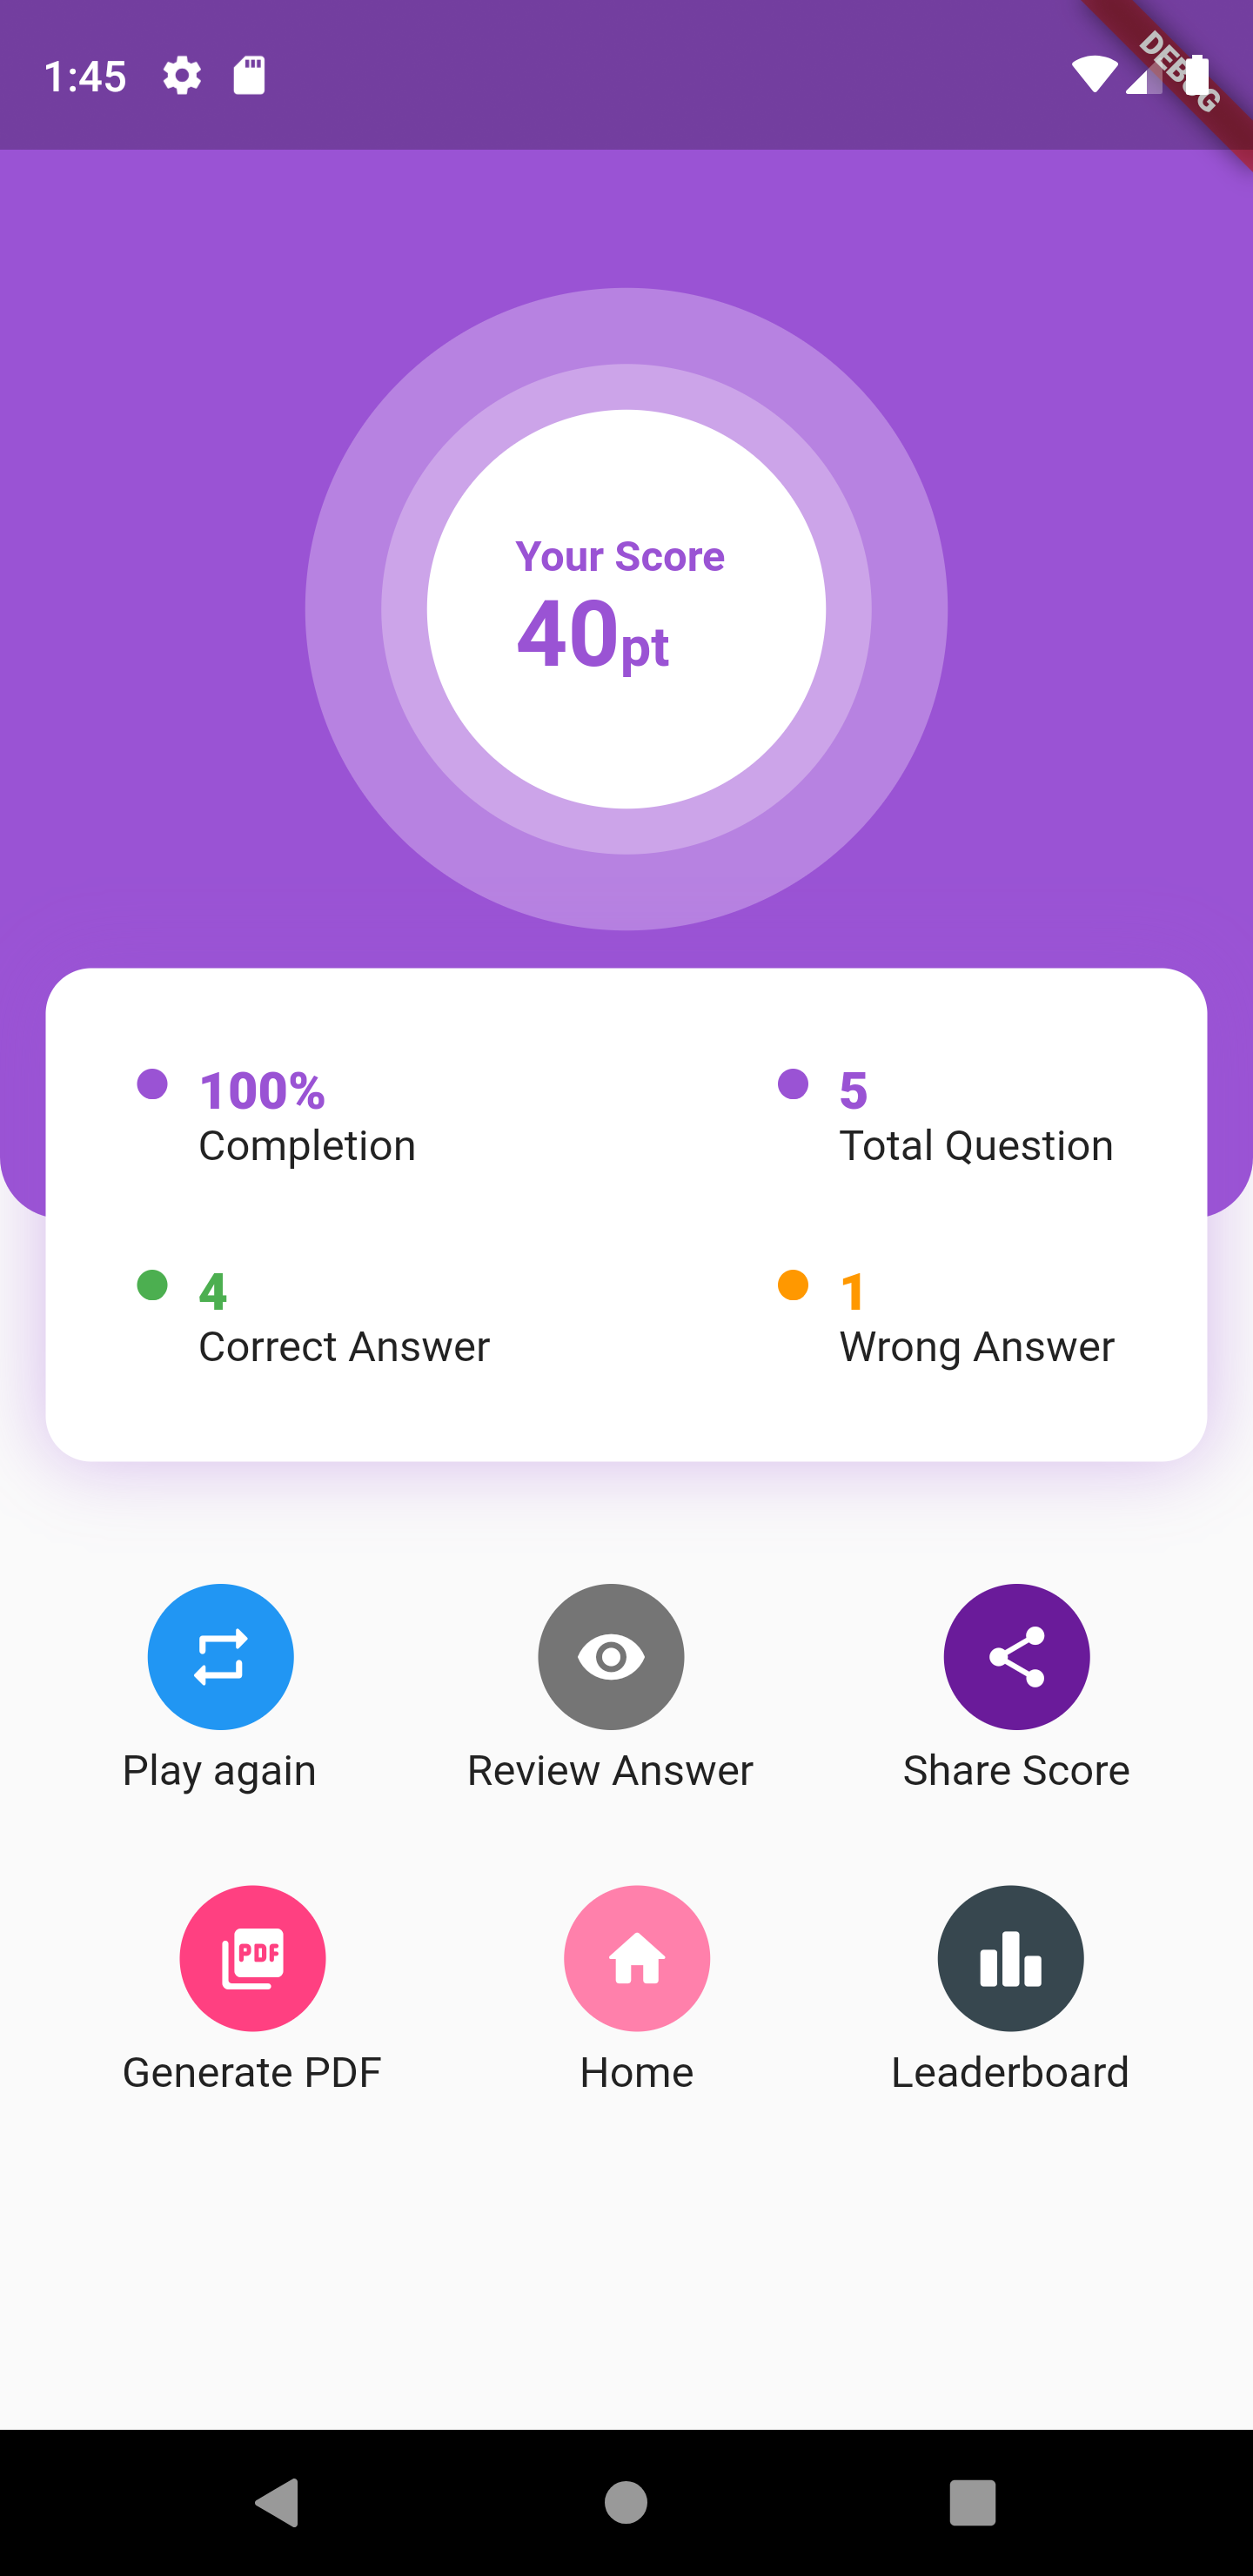 1:45
DEBUG
Your Score
40pt
100%
Completion
5
Total Question
4
Correct Answer
1
Wrong Answer
Play again
Review Answer
Share Score
PDF
Generate PDF
Home
Leaderboard